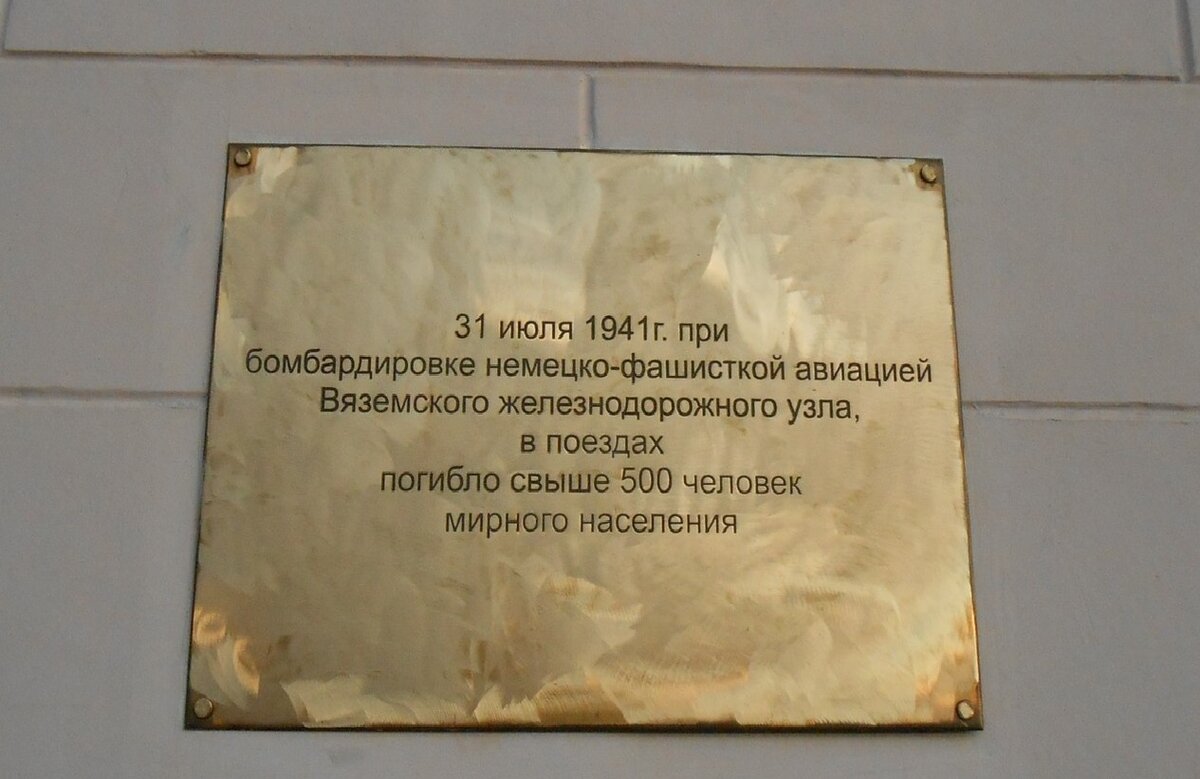 31 июля 1941г. при
бомбардировке немецко-фашисткой авиацией
Вяземского железнодорожного узла,
в поездах
погибло свыше 500 человек
мирного населения